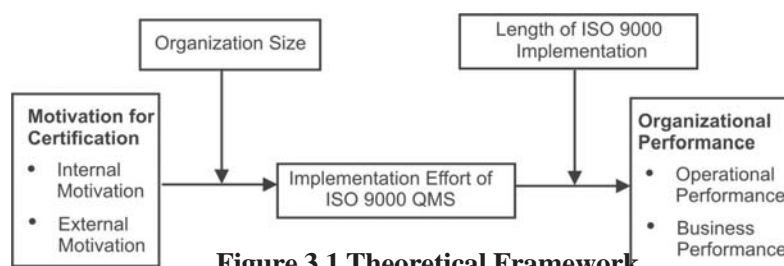 Organization Size
Length of ISO 9000
Implementation
Motivation for
Certification
• Internal
Motivation
• External
Motivation
Implementation Effort of
ISO 9000 QMS
Organizational
Performance
• Operational
Performance
• Business
Performance
Figure 3.1 Theoretical Framework